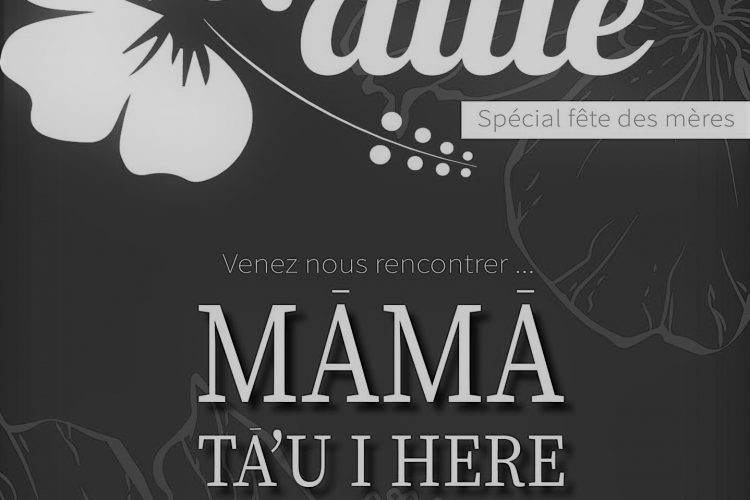 Spécial fête des mères
Venez nous rencontrer ...
MĀMĀ
TĀ'U I HERE